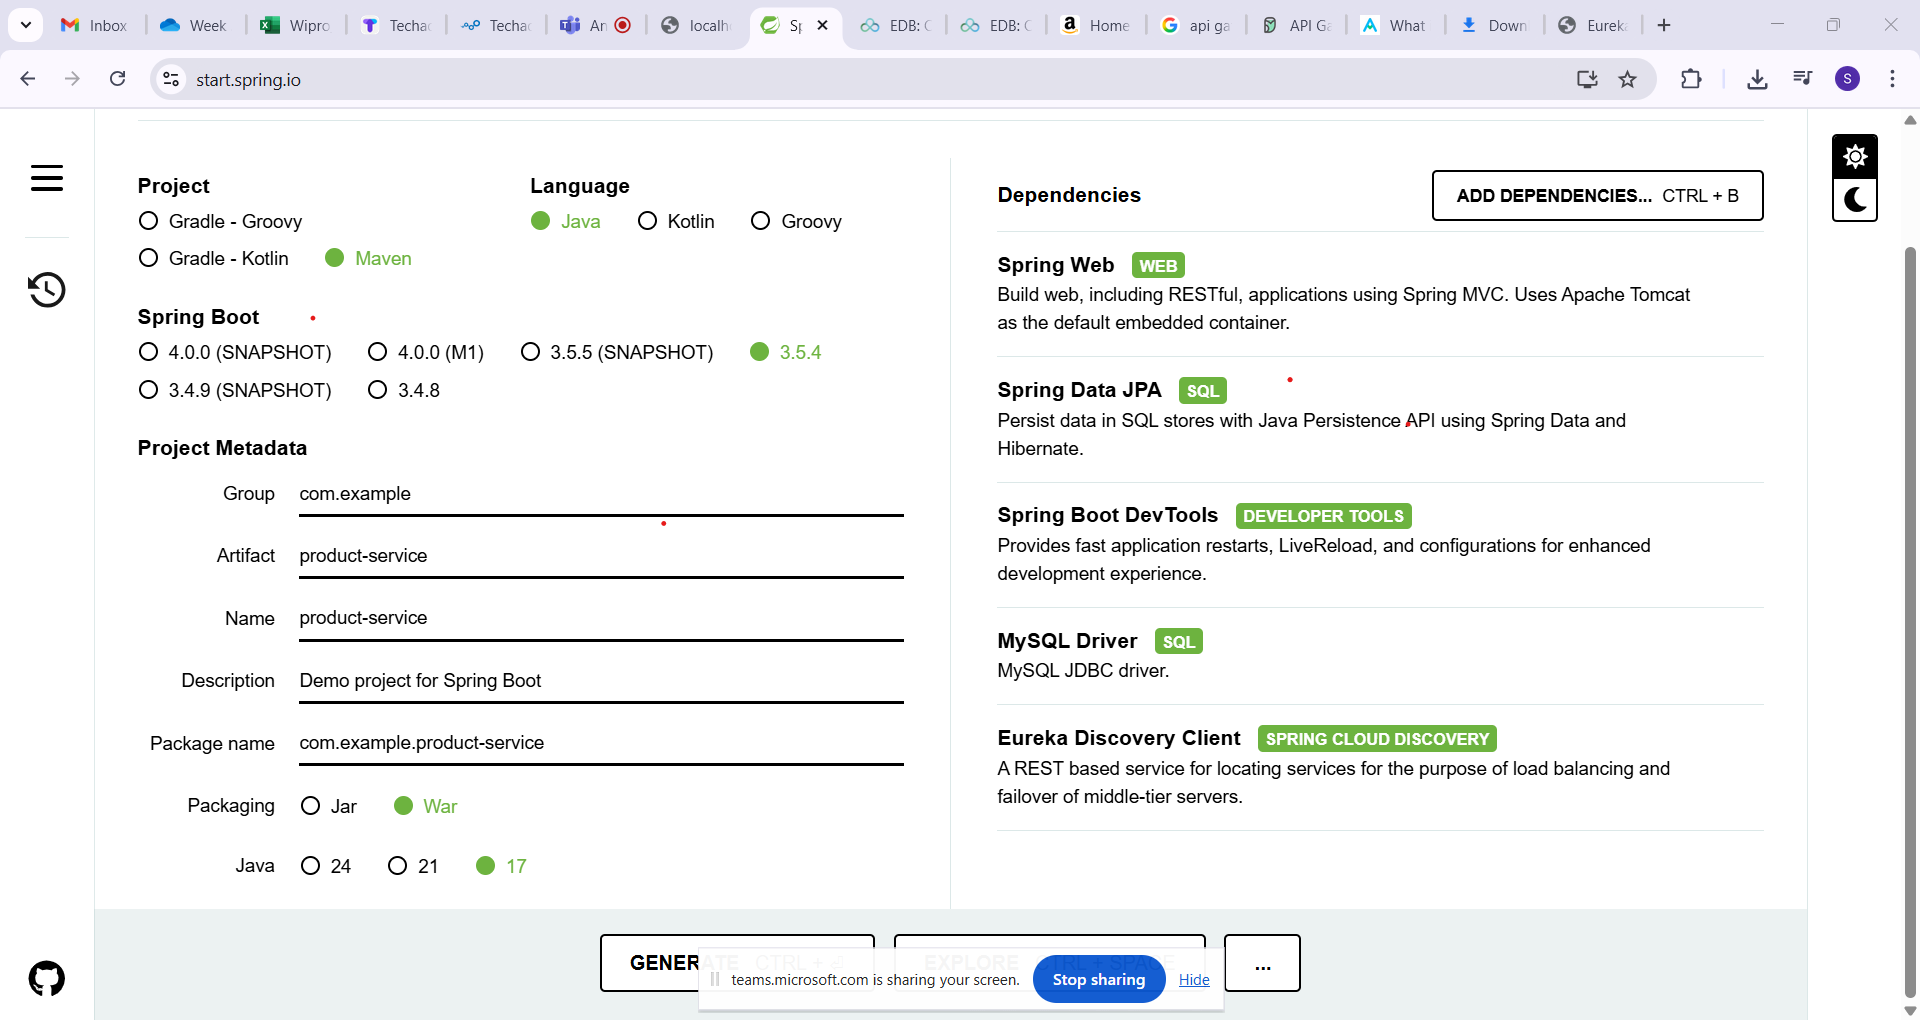 Inbox
Week
Wipro
Techac
Techac
An
localh
Sp
EDB: C
EDB: C
Home
api ga
API Ga
What
Down
Eureka
start.spring.io
S
Project
Gradle - Groovy
Gradle - Kotlin
Maven
Language
Java
Kotlin
Groovy
Spring Boot
4.0.0 (SNAPSHOT)
4.0.0 (M1)
3.5.5 (SNAPSHOT)
3.5.4
3.4.9 (SNAPSHOT)
3.4.8
Project Metadata
Group
com.example
Artifact
product-service
Name
product-service
Description
Demo project for Spring Boot
Package name
com.example.product-service
Packaging
Jar
War
Java
24
21
17
Dependencies
ADD DEPENDENCIES... CTRL + B
Spring Web WEB
Build web, including RESTful, applications using Spring MVC. Uses Apache Tomcat
as the default embedded container.
Spring Data JPA SQL
Persist data in SQL stores with Java Persistence API using Spring Data and
Hibernate.
Spring Boot DevTools DEVELOPER TOOLS
Provides fast application restarts, LiveReload, and configurations for enhanced
development experience.
MySQL Driver SQL
MySQL JDBC driver.
Eureka Discovery Client SPRING CLOUD DISCOVERY
A REST based service for locating services for the purpose of load balancing and
failover of middle-tier servers.
GENERATE CTRL +
EXPLORE CTRL + SPACE
...
teams.microsoft.com is sharing your screen.
Stop sharing
Hide